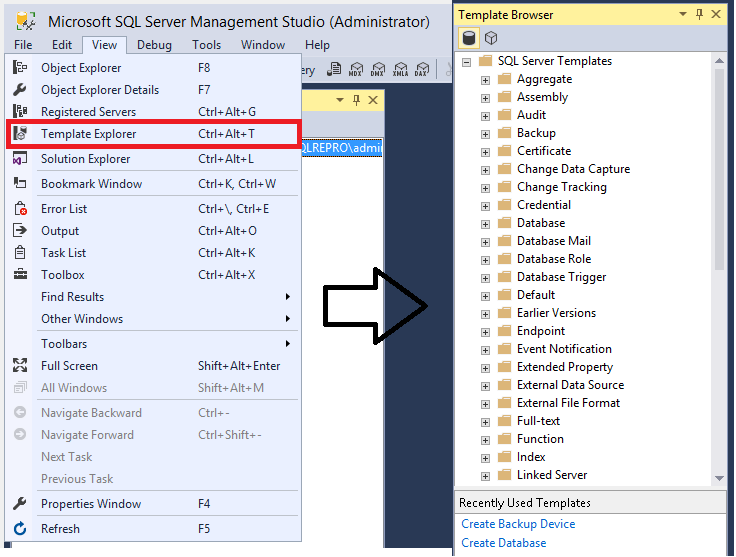 Microsoft SQL Server Management Studio (Administrator)
File Edit View Debug Tools Window Help
Object Explorer F8
Object Explorer Details F7
Registered Servers Ctrl+Alt+G
Template Explorer Ctrl+Alt+T
Solution Explorer Ctrl+Alt+L
Bookmark Window Ctrl+K, Ctrl+W
Error List Ctrl+\, Ctrl+E
Output Ctrl+Alt+O
Task List Ctrl+Alt+K
Toolbox Ctrl+Alt+X
Find Results
Other Windows
Toolbars
Full Screen Shift+Alt+Enter
All Windows Shift+Alt+M
Navigate Backward Ctrl+-
Navigate Forward Ctrl+Shift+-
Next Task
Previous Task
Properties Window F4
Refresh F5
ery MDX DMX XMLA DAX
QLREPRO\admi
Template Browser
SQL Server Templates
Aggregate
Assembly
Audit
Backup
Certificate
Change Data Capture
Change Tracking
Credential
Database
Database Mail
Database Role
Database Trigger
Default
Earlier Versions
Endpoint
Event Notification
Extended Property
External Data Source
External File Format
Full-text
Function
Index
Linked Server
Recently Used Templates
Create Backup Device
Create Database